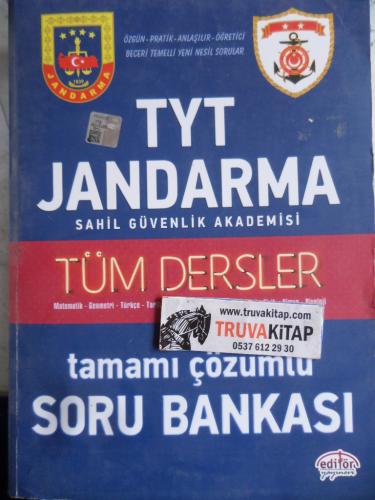 ÖZGÜN - PRATİK - ANLAŞILIR - ÖĞRETİCİ
BECERİ TEMELLİ YENİ NESİL SORULAR
JANDARMA
TYT
JANDARMA
SAHİL GÜVENLİK AKADEMİSİ
TÜM DERSLER
Matematik - Geometri - Türkçe
www.truvakitap.com
TRUVAKİTAP
0537 612 29 30
tamamı çözümlü
SORU BANKASI
editör
yayınevi